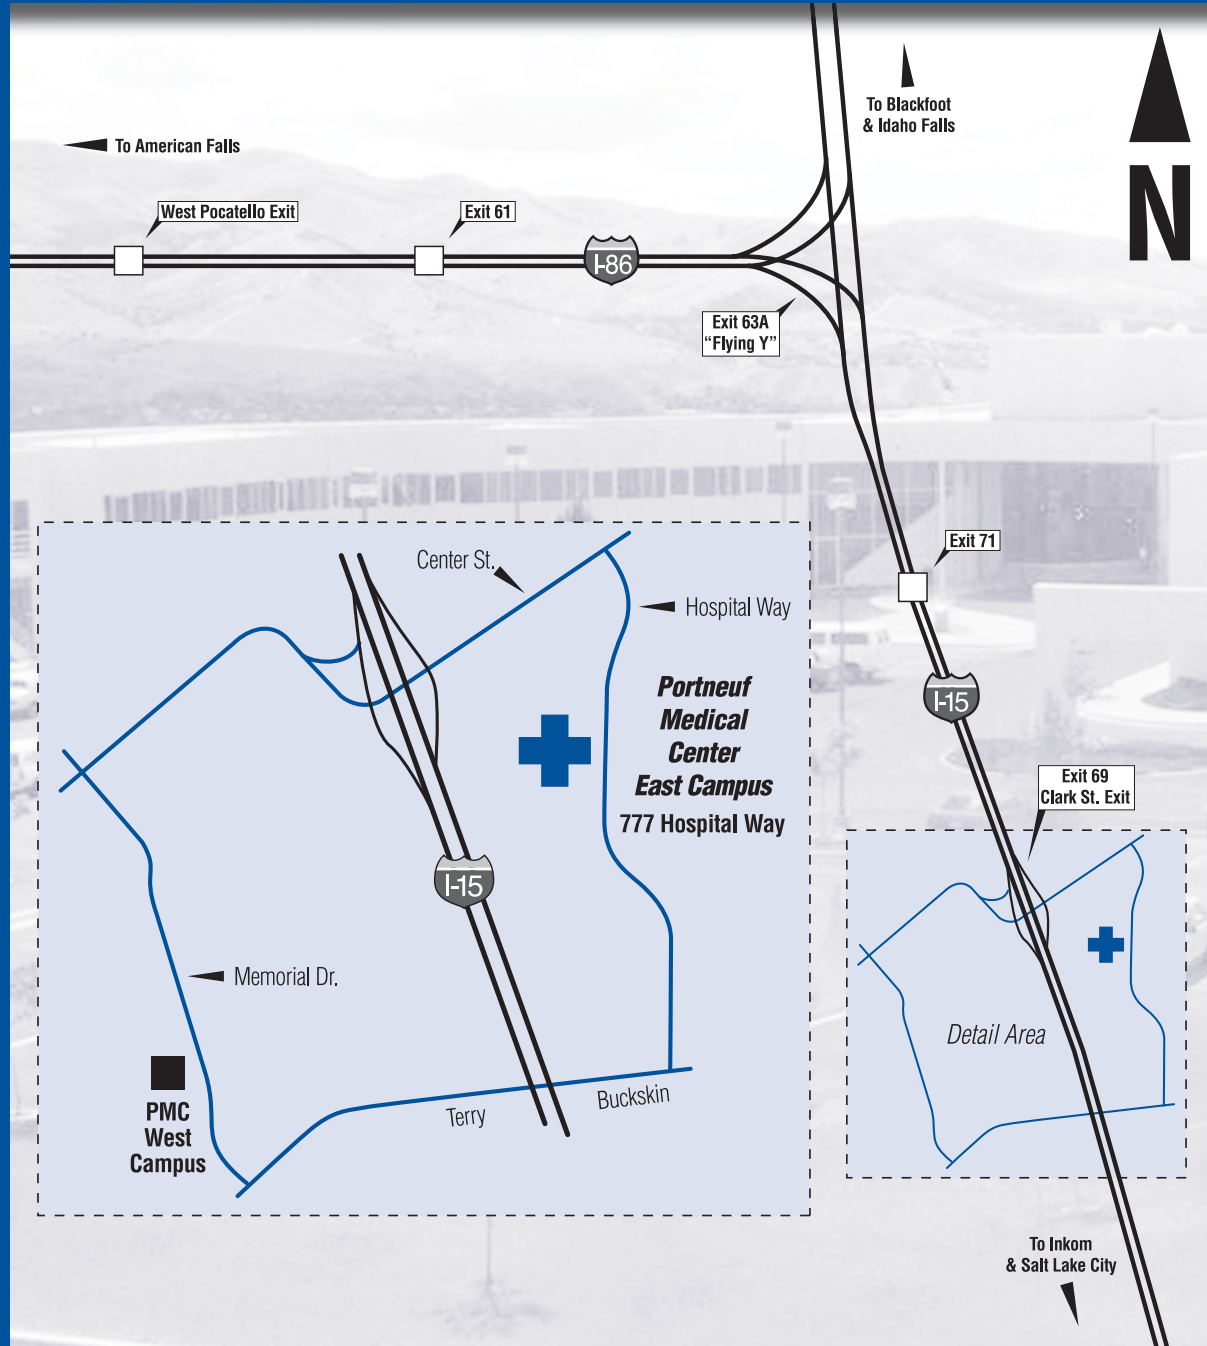 To Blackfoot
& Idaho Falls
N
To American Falls
West Pocatello Exit
Exit 61
I-86
Exit 63A
“Flying Y”
Exit 71
I-15
Exit 69
Clark St. Exit
Center St.
Hospital Way
Portneuf
Medical
Center
East Campus
777 Hospital Way
I-15
Memorial Dr.
PMC
West
Campus
Terry
Buckskin
Detail Area
To Inkom
& Salt Lake City